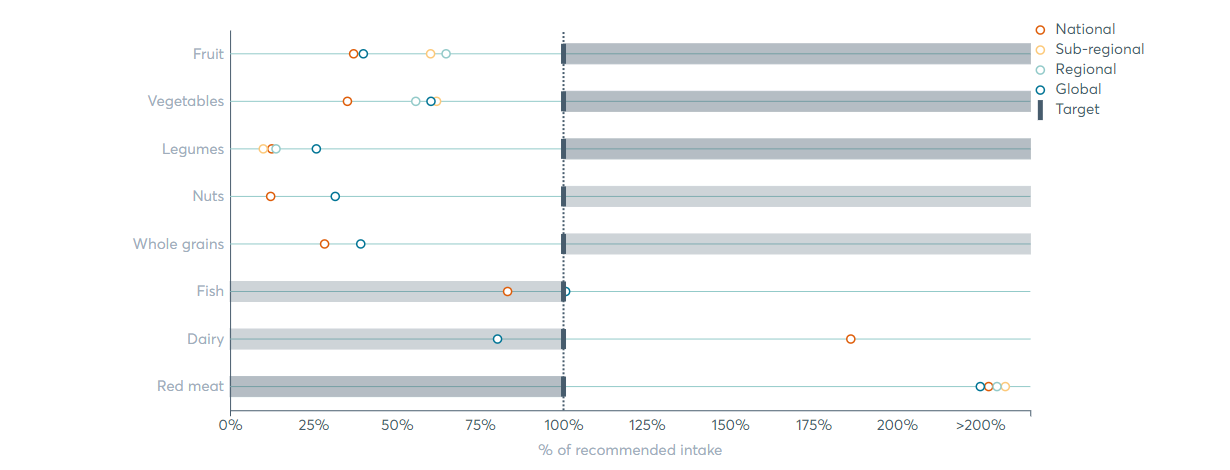 Fruit
Vegetables
Legumes
Nuts
Whole grains
Fish
Dairy
Red meat
0% 25% 50% 75% 100% 125% 150% 175% 200% >200%
% of recommended intake
National
Sub-regional
Regional
Global
Target